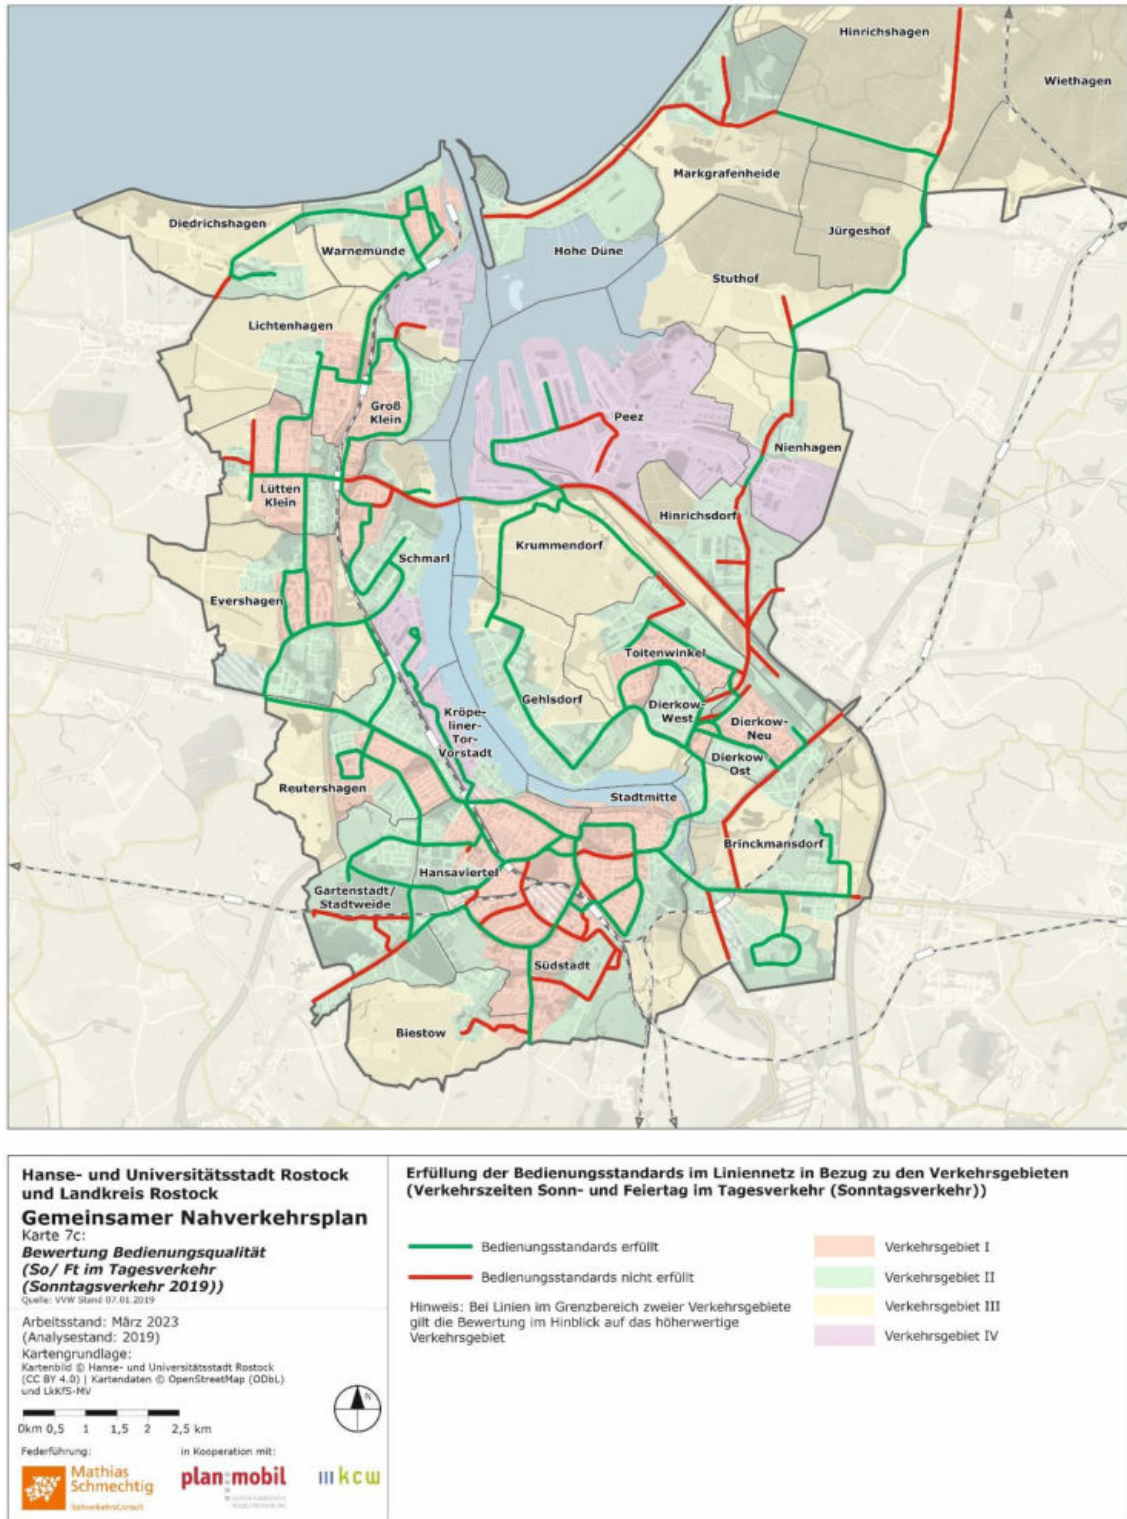 Hinrichshagen
Wiethagen
Markgrafenheide
Diedrichshagen
Jürgeshof
Warnemünde
Hohe Düne
Stuthof
Lichtenhagen
Groß
Klein
Peez
Nienhagen
Lütten
Klein
Hinrichsdorf
Krummendorf
Schmarl
Evershagen
Toitenwinkel
Gehlsdorf
Dierkow-
West
Kröpe-
liner-
Tor-
Vorstadt
Dierkow-
Neu
Dierkow-
Ost
Reutershagen
Stadtmitte
Brinckmansdorf
Hansaviertel
Gartenstadt/
Stadtweide
Südstadt
Biestow
Hanse- und Universitätsstadt Rostock
und Landkreis Rostock
Gemeinsamer Nahverkehrsplan
Karte 7c:
Bewertung Bedienungsqualität
(So/ Ft im Tagesverkehr
(Sonntagsverkehr 2019))
Quelle: VVW Stand 07.01.2019
Arbeitsstand: März 2023
(Analysestand: 2019)
Kartengrundlage:
Kartenbild © Hanse- und Universitätsstadt Rostock
(CC BY 4.0) | Kartendaten © OpenStreetMap (ODbL)
und LkKfS-MV
N
0km 0,5 1 1,5 2 2,5 km
Federführung:
in Kooperation mit:
Mathias
Schmechtig
NahverkehrsConsult
plan:mobil
kcw
Erfüllung der Bedienungsstandards im Liniennetz in Bezug zu den Verkehrsgebieten
(Verkehrszeiten Sonn- und Feiertag im Tagesverkehr (Sonntagsverkehr))
Bedienungsstandards erfüllt
Bedienungsstandards nicht erfüllt
Hinweis: Bei Linien im Grenzbereich zweier Verkehrsgebiete
gilt die Bewertung im Hinblick auf das höherwertige
Verkehrsgebiet
Verkehrsgebiet I
Verkehrsgebiet II
Verkehrsgebiet III
Verkehrsgebiet IV